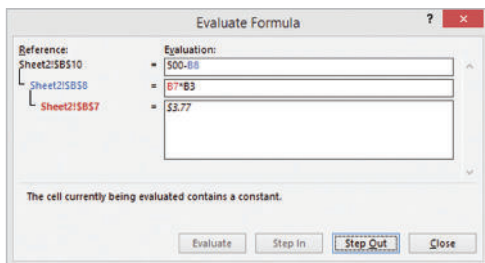 Evaluate Formula ? x
Reference: Evaluation:
Sheet2!$B$10 = 500-B8
Sheet2!$B$8 = B7*B3
Sheet2!$B$7 = $3.77
The cell currently being evaluated contains a constant.
Evaluate Step In Step Out Close